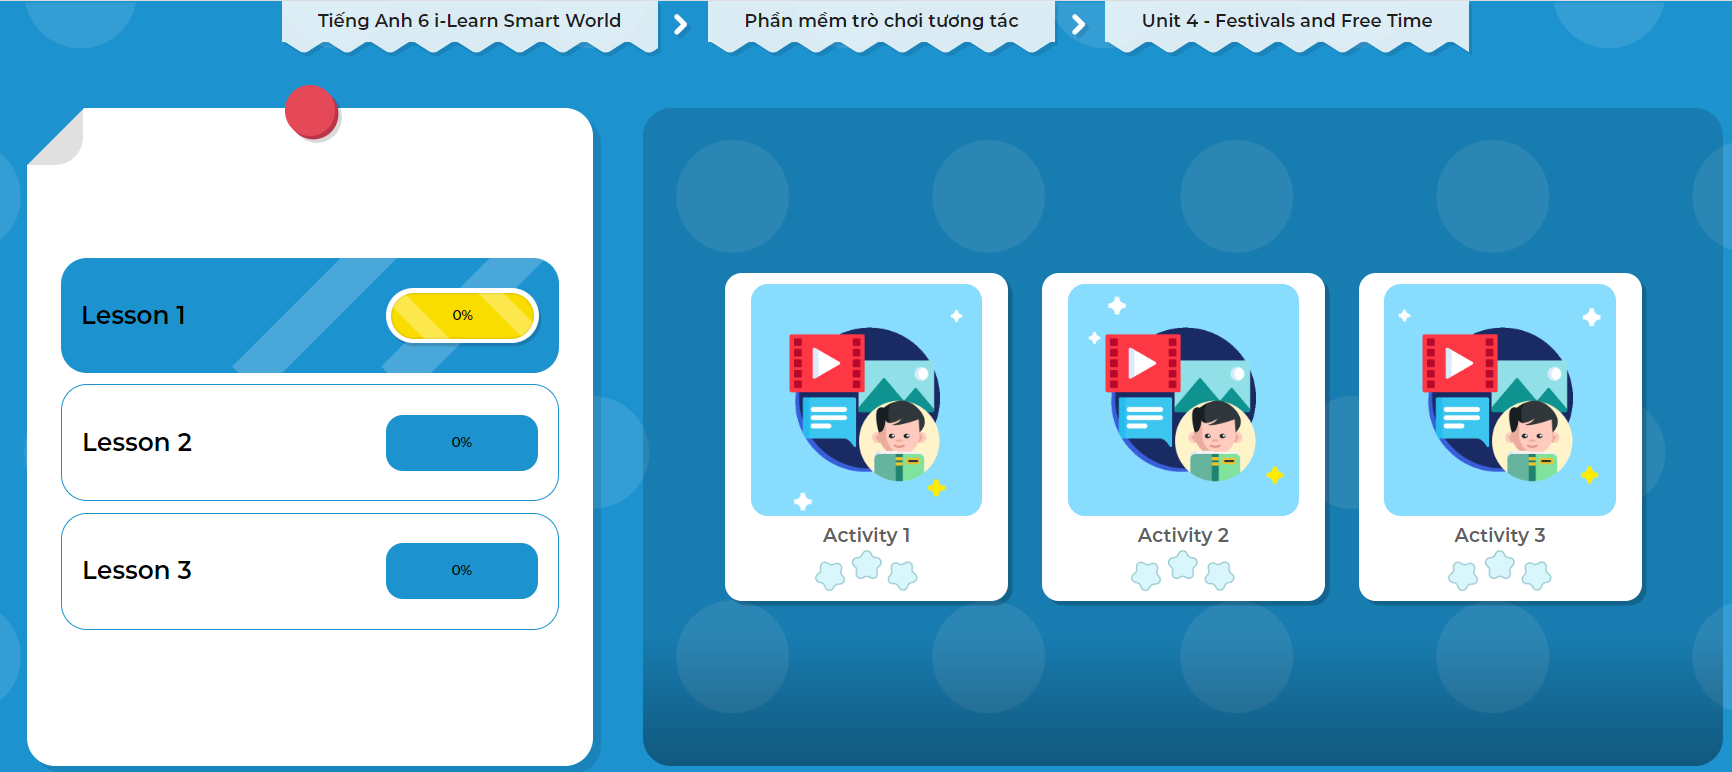 Tiếng Anh 6 i-Learn Smart World
Phần mềm trò chơi tương tác
Unit 4 - Festivals and Free Time
Lesson 1
0%
Lesson 2
0%
Lesson 3
0%
Activity 1
Activity 2
Activity 3